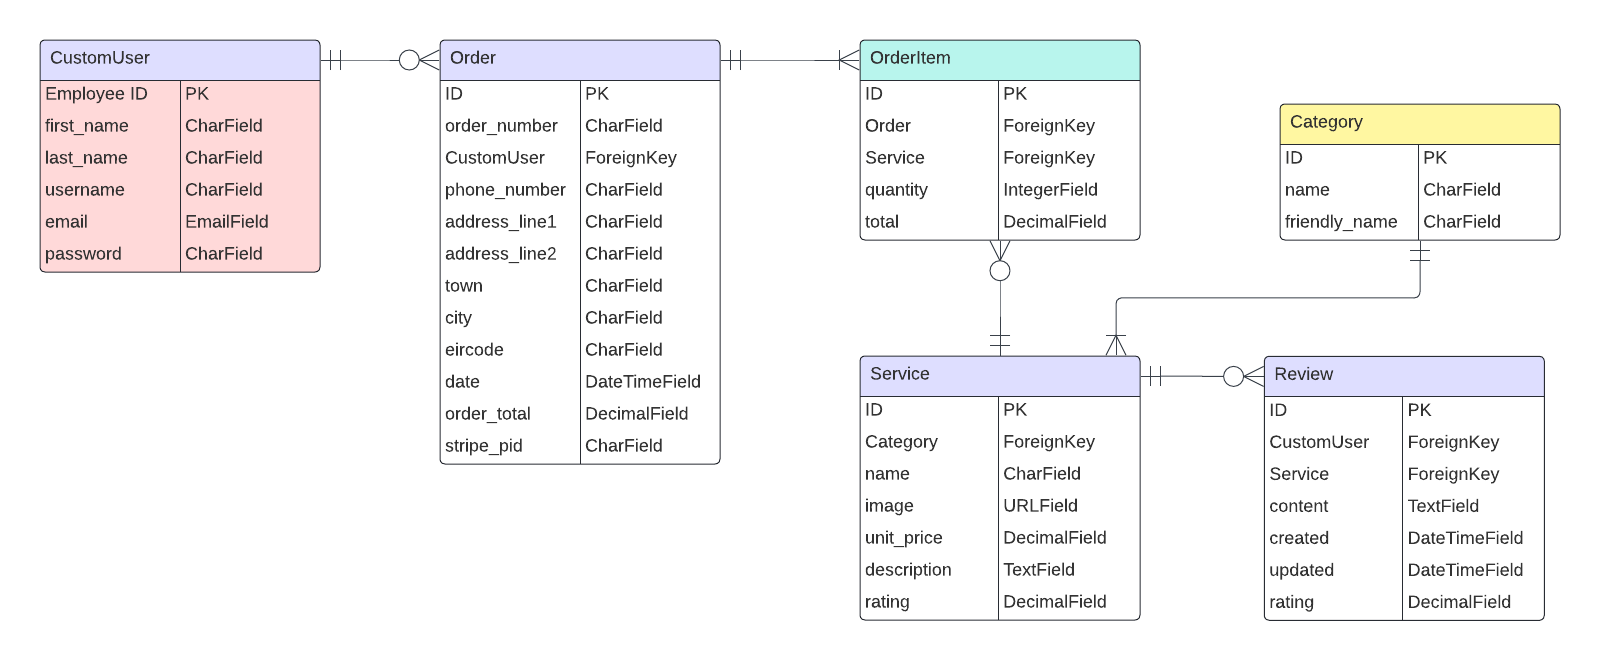 CustomUser
Employee ID PK
first_name CharField
last_name CharField
username CharField
email EmailField
password CharField
Order
ID PK
order_number CharField
CustomUser ForeignKey
phone_number CharField
address_line1 CharField
address_line2 CharField
town CharField
city CharField
eircode CharField
date DateTimeField
order_total DecimalField
stripe_pid CharField
OrderItem
ID PK
Order ForeignKey
Service ForeignKey
quantity IntegerField
total DecimalField
Category
ID PK
name CharField
friendly_name CharField
Service
ID PK
Category ForeignKey
name CharField
image URLField
unit_price DecimalField
description TextField
rating DecimalField
Review
ID PK
CustomUser ForeignKey
Service ForeignKey
content TextField
created DateTimeField
updated DateTimeField
rating DecimalField